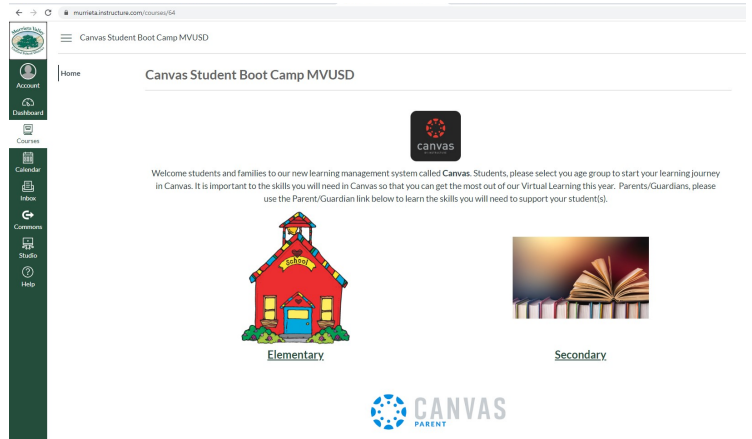 murrieta.instructure.com/courses/64
Murrieta Valley
Canvas Student Boot Camp MVUSD
Account
Dashboard
Courses
Calendar
Inbox
Commons
Studio
Help
Home
Canvas Student Boot Camp MVUSD
canvas
Welcome students and families to our new learning management system called Canvas. Students, please select you age group to start your learning journey
in Canvas. It is important to the skills you will need in Canvas so that you can get the most out of our Virtual Learning this year. Parents/Guardians, please
use the Parent/Guardian link below to learn the skills you will need to support your student(s).
School
Elementary
Secondary
CANVAS
PARENT